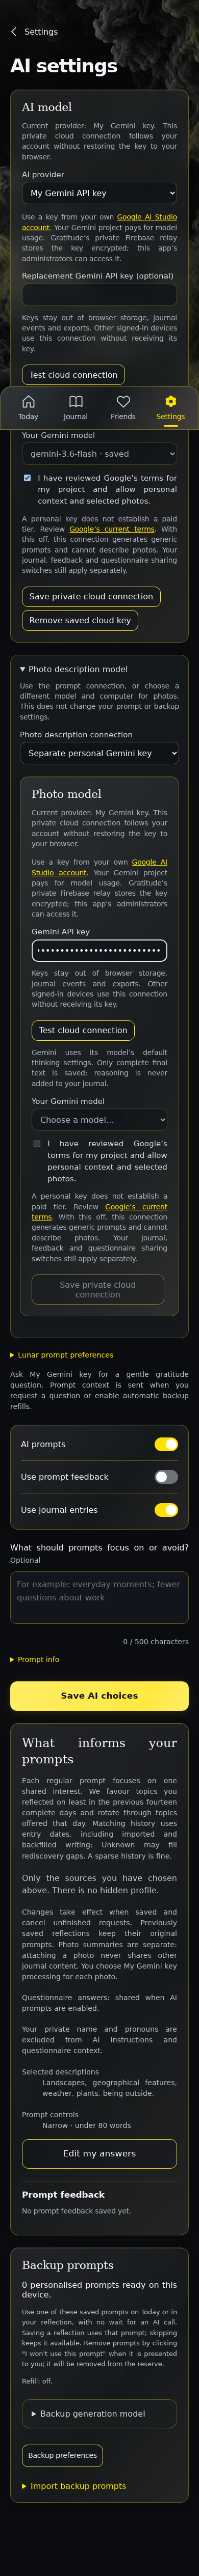 Settings
AI settings
AI model
Current provider: My Gemini key. This
private cloud connection follows your
account without restoring the key to your
browser.
AI provider
My Gemini API key
Use a key from your own Google AI Studio
account. Your Gemini project pays for model
usage. Gratitude's private Firebase relay
stores the key encrypted; this app's
administrators can access it.
Replacement Gemini API key (optional)
Keys stay out of browser storage, journal
events and exports. Other signed-in devices
use this connection without receiving its
key.
Test cloud connection
Today
Journal
Friends
Settings
Your Gemini model
gemini-3.6-flash · saved
I have reviewed Google's terms for
my project and allow personal
context and selected photos.
A personal key does not establish a paid
tier. Review Google's current terms. With
this off, this connection generates generic
prompts and cannot describe photos. Your
journal, feedback and questionnaire sharing
switches still apply separately.
Save private cloud connection
Remove saved cloud key
▼ Photo description model
Use the prompt connection, or choose a
different model and computer for photos.
This does not change your prompt or backup
settings.
Photo description connection
Separate personal Gemini key
Photo model
Current provider: My Gemini key. This
private cloud connection follows your
account without restoring the key to
your browser.
Use a key from your own Google AI
Studio account. Your Gemini project
pays for model usage. Gratitude's
private Firebase relay stores the key
encrypted; this app's administrators
can access it.
Gemini API key
Keys stay out of browser storage,
journal events and exports. Other
signed-in devices use this connection
without receiving its key.
Test cloud connection
Gemini uses its model's default
thinking settings. Only complete final
text is saved; reasoning is never
added to your journal.
Your Gemini model
Choose a model...
I have reviewed Google's
terms for my project and allow
personal context and selected
photos.
A personal key does not establish a
paid tier. Review Google's current
terms. With this off, this connection
generates generic prompts and cannot
describe photos. Your journal,
feedback and questionnaire sharing
switches still apply separately.
Save private cloud
connection
▶ Lunar prompt preferences
Ask My Gemini key for a gentle gratitude
question. Prompt context is sent when you
request a question or enable automatic backup
refills.
AI prompts
Use prompt feedback
Use journal entries
What should prompts focus on or avoid?
Optional
For example: everyday moments; fewer
questions about work
0 / 500 characters
▶ Prompt info
Save AI choices
What informs your
prompts
Each regular prompt focuses on one
shared interest. We favour topics you
reflected on least in the previous fourteen
complete days and rotate through topics
offered that day. Matching history uses
entry dates, including imported and
backfilled writing; Unknown may fill
rediscovery gaps. A sparse history is fine.
Only the sources you have chosen
above. There is no hidden profile.
Changes take effect when saved and
cancel unfinished requests. Previously
saved reflections keep their original
prompts. Photo summaries are separate:
attaching a photo never shares other
journal content. You choose My Gemini key
processing for each photo.
Questionnaire answers: shared when AI
prompts are enabled.
Your private name and pronouns are
excluded from AI instructions and
questionnaire context.
Selected descriptions
Landscapes, geographical features,
weather, plants, being outside.
Prompt controls
Narrow · under 80 words
Edit my answers
Prompt feedback
No prompt feedback saved yet.
Backup prompts
0 personalised prompts ready on this
device.
Use one of these saved prompts on Today or in
your reflection, with no wait for an AI call.
Saving a reflection uses that prompt; skipping
keeps it available. Remove prompts by clicking
"I won't use this prompt" when it is presented
to you; it will be removed from the reserve.
Refill: off.
▶ Backup generation model
Backup preferences
▶ Import backup prompts